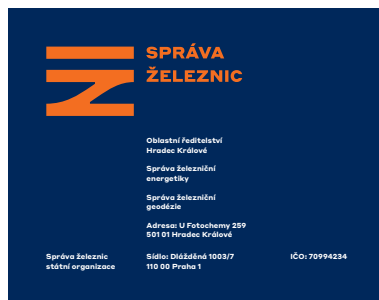 SPRÁVA
ŽELEZNIC
Oblastní ředitelství
Hradec Králové
Správa železniční
energetiky
Správa železniční
geodézie
Adresa: U Fotochemy 259
501 01 Hradec Králové
Správa železnic
státní organizace
Sídlo: Dlážděná 1003/7
110 00 Praha 1
IČO: 70994234